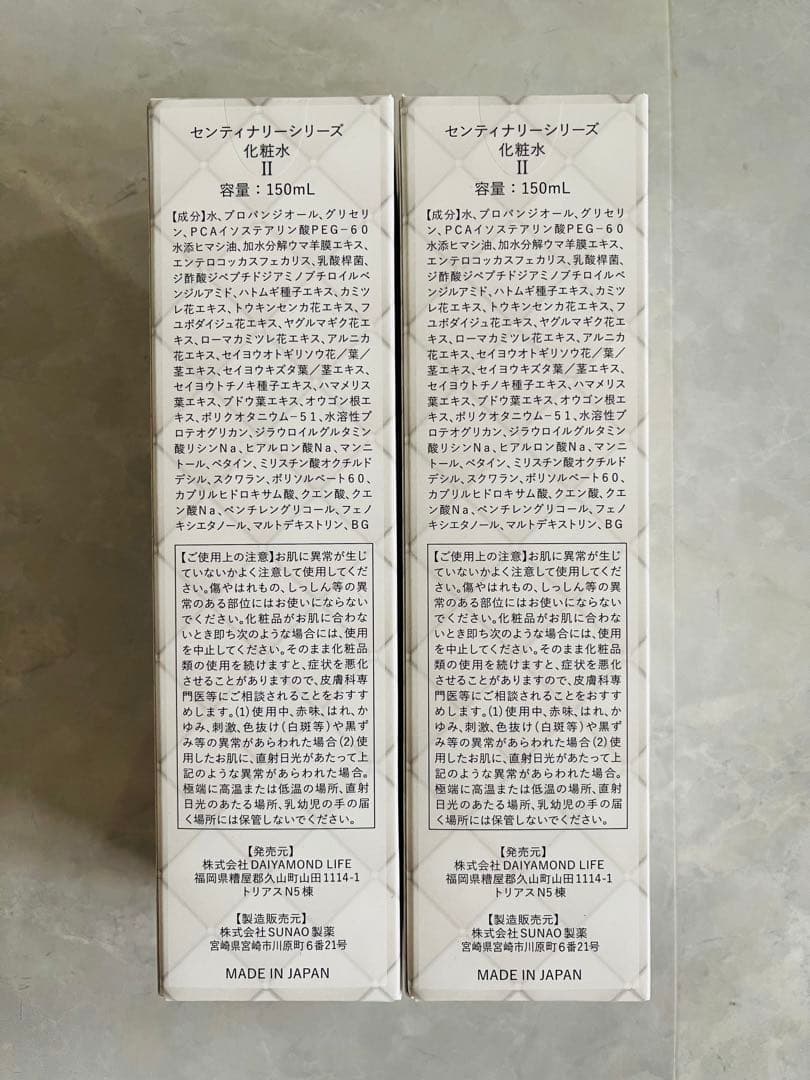 センティナリーシリーズ
化粧水
II
容量：150mL
【成分】水、プロパンジオール、グリセリ
ン、PCAイソステアリン酸PEG−60
水添ヒマシ油、加水分解ウマ羊膜エキス、
エンテロコッカスフェカリス、乳酸桿菌、
ジ酢酸ジペプチドジアミノブチロイルベ
ンジルアミド、ハトムギ種子エキス、カミツ
レ花エキス、トウキンセンカ花エキス、フ
ユボダイジュ花エキス、ヤグルマギク花エ
キス、ローマカミツレ花エキス、アルニカ
花エキス、セイヨウオトギリソウ花／葉／
茎エキス、セイヨウキズタ葉／茎エキス、
セイヨウトチノキ種子エキス、ハマメリス
葉エキス、ブドウ葉エキス、オウゴン根エ
キス、ポリクオタニウム−51、水溶性プ
ロテオグリカン、ジラウロイルグルタミン
酸リシンNa、ヒアルロン酸Na、マンニ
トール、ベタイン、ミリスチン酸オクチルド
デシル、スクワラン、ポリソルベート60、
カプリルヒドロキサム酸、クエン酸、クエ
ン酸Na、ペンチレングリコール、フェノ
キシエタノール、マルトデキストリン、BG
【ご使用上の注意】お肌に異常が生じ
ていないかよく注意して使用してくだ
さい。傷やはれもの、しっしん等の異
常のある部位にはお使いにならない
でください。化粧品がお肌に合わな
いとき即ち次のような場合には、使用
を中止してください。そのまま化粧品
類の使用を続けますと、症状を悪化
させることがありますので、皮膚科専
門医等にご相談されることをおすす
めします。(1)使用中、赤味、はれ、か
ゆみ、刺激、色抜け(白斑等)や黒ず
み等の異常があらわれた場合(2)使
用したお肌に、直射日光があたって上
記のような異常があらわれた場合。
極端に高温または低温の場所、直射
日光のあたる場所、乳幼児の手の届
く場所には保管しないでください。
【発売元】
株式会社DAIYAMOND LIFE
福岡県糟屋郡久山町山田1114-1
トリアスN5棟
【製造販売元】
株式会社SUNAO製薬
宮崎県宮崎市川原町6番21号
MADE IN JAPAN
センティナリーシリーズ
化粧水
II
容量：150mL
【成分】水、プロパンジオール、グリセリ
ン、PCAイソステアリン酸PEG−60
水添ヒマシ油、加水分解ウマ羊膜エキス、
エンテロコッカスフェカリス、乳酸桿菌、
ジ酢酸ジペプチドジアミノブチロイルベ
ンジルアミド、ハトムギ種子エキス、カミツ
レ花エキス、トウキンセンカ花エキス、フ
ユボダイジュ花エキス、ヤグルマギク花エ
キス、ローマカミツレ花エキス、アルニカ
花エキス、セイヨウオトギリソウ花／葉／
茎エキス、セイヨウキズタ葉／茎エキス、
セイヨウトチノキ種子エキス、ハマメリス
葉エキス、ブドウ葉エキス、オウゴン根エ
キス、ポリクオタニウム−51、水溶性プ
ロテオグリカン、ジラウロイルグルタミン
酸リシンNa、ヒアルロン酸Na、マンニ
トール、ベタイン、ミリスチン酸オクチルド
デシル、スクワラン、ポリソルベート60、
カプリルヒドロキサム酸、クエン酸、クエ
ン酸Na、ペンチレングリコール、フェノ
キシエタノール、マルトデキストリン、BG
【ご使用上の注意】お肌に異常が生じ
ていないかよく注意して使用してくだ
さい。傷やはれもの、しっしん等の異
常のある部位にはお使いにならない
でください。化粧品がお肌に合わな
いとき即ち次のような場合には、使用
を中止してください。そのまま化粧品
類の使用を続けますと、症状を悪化
させることがありますので、皮膚科専
門医等にご相談されることをおすす
めします。(1)使用中、赤味、はれ、か
ゆみ、刺激、色抜け(白斑等)や黒ず
み等の異常があらわれた場合(2)使
用したお肌に、直射日光があたって上
記のような異常があらわれた場合。
極端に高温または低温の場所、直射
日光のあたる場所、乳幼児の手の届
く場所には保管しないでください。
【発売元】
株式会社DAIYAMOND LIFE
福岡県糟屋郡久山町山田1114-1
トリアスN5棟
【製造販売元】
株式会社SUNAO製薬
宮崎県宮崎市川原町6番21号
MADE IN JAPAN